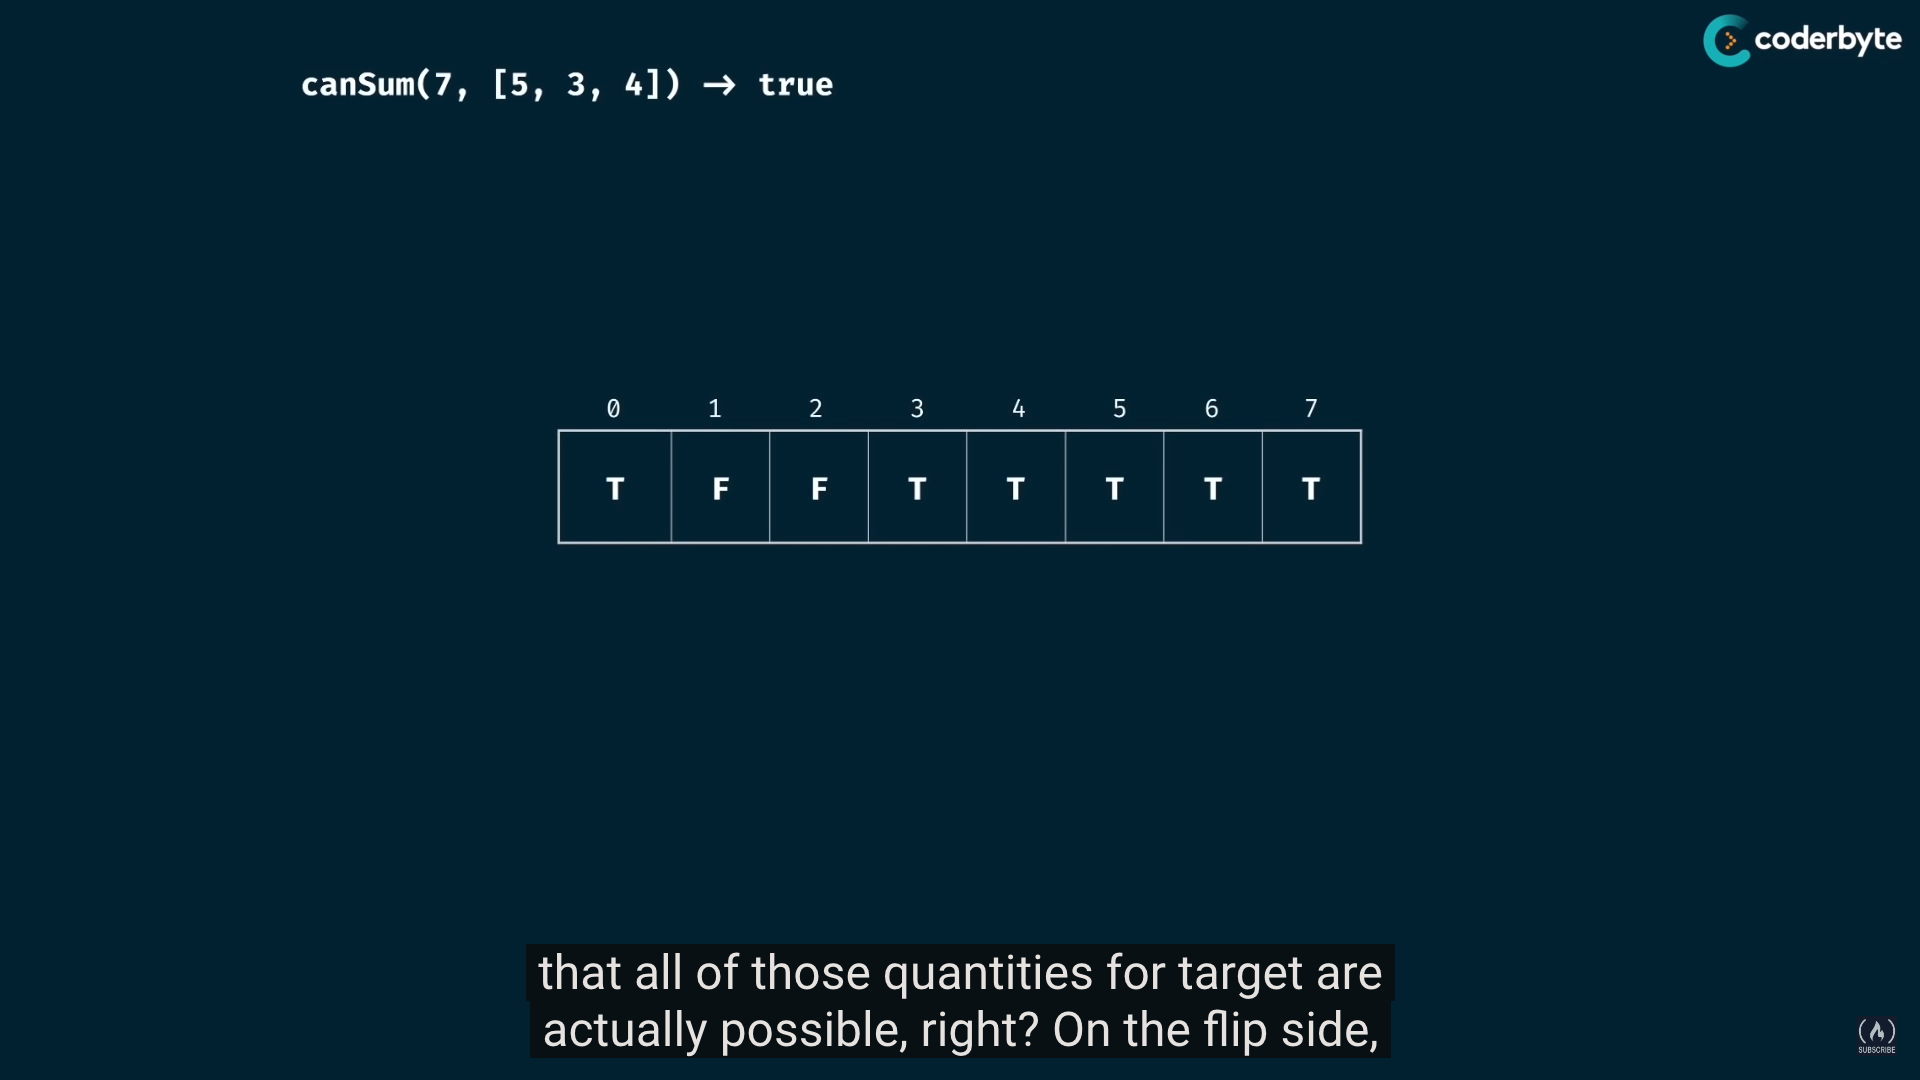 coderbyte
canSum(7, [5, 3, 4]) → true
0 1 2 3 4 5 6 7
T F F T T T T T
that all of those quantities for target are
actually possible, right? On the flip side,
SUBSCRIBE